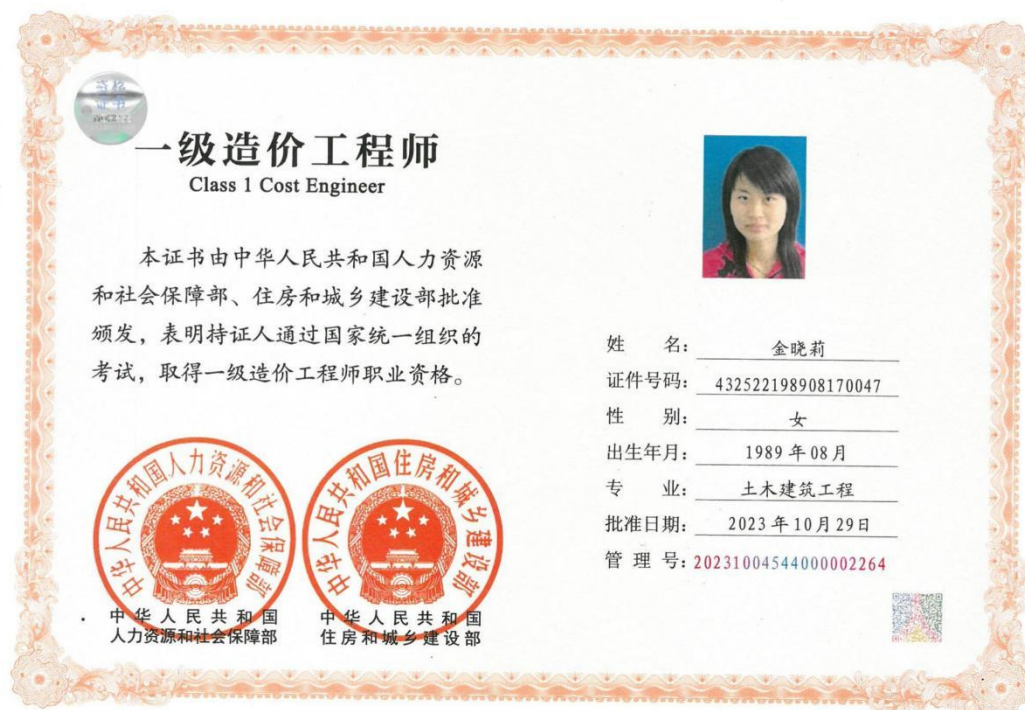 一级造价工程师
Class 1 Cost Engineer
本证书由中华人民共和国人力资源
和社会保障部、住房和城乡建设部批准
颁发，表明持证人通过国家统一组织的
考试，取得一级造价工程师职业资格。
中华人民共和国人力资源和社会保障部
中华人民共和国住房和城乡建设部
中华人民共和国
人力资源和社会保障部
中华人民共和国
住房和城乡建设部
姓 名： 金晓莉
证件号码： 432522198908170047
性 别： 女
出生年月： 1989年08月
专 业： 土木建筑工程
批准日期： 2023年10月29日
管 理 号：20231004544000002264